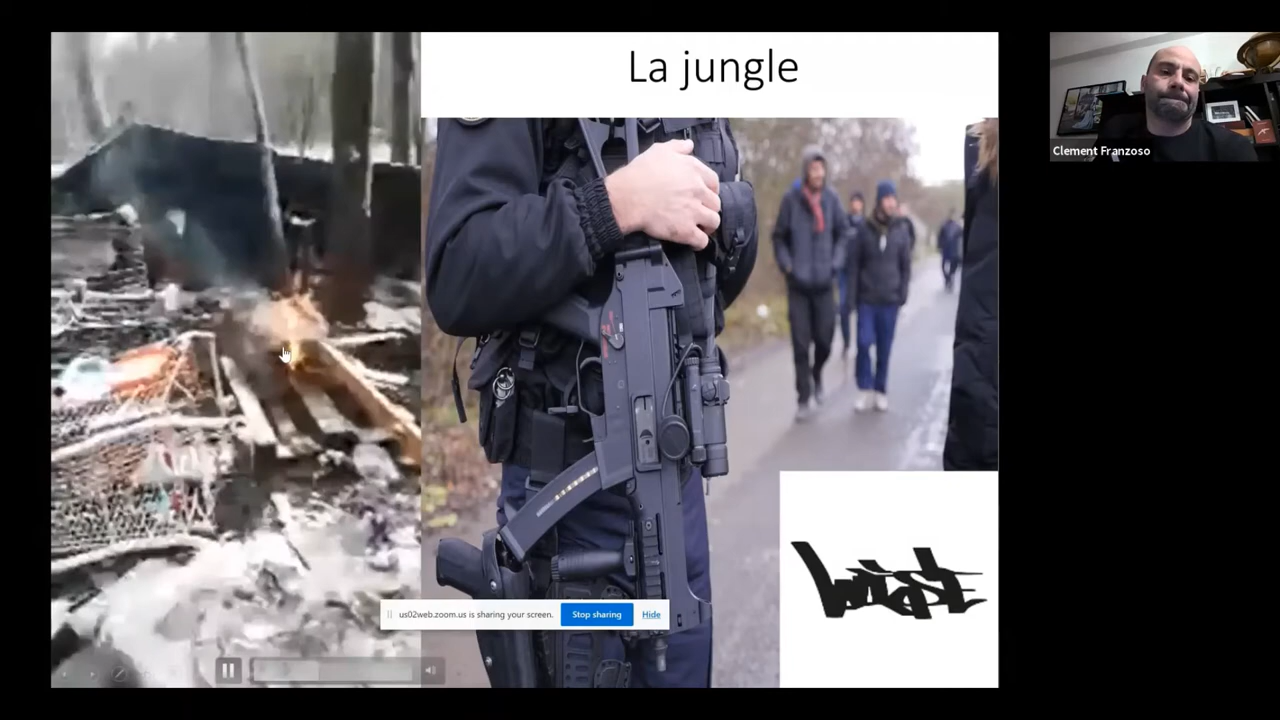 La jungle
Clement Franzoso
us02web.zoom.us is sharing your screen. Stop sharing Hide